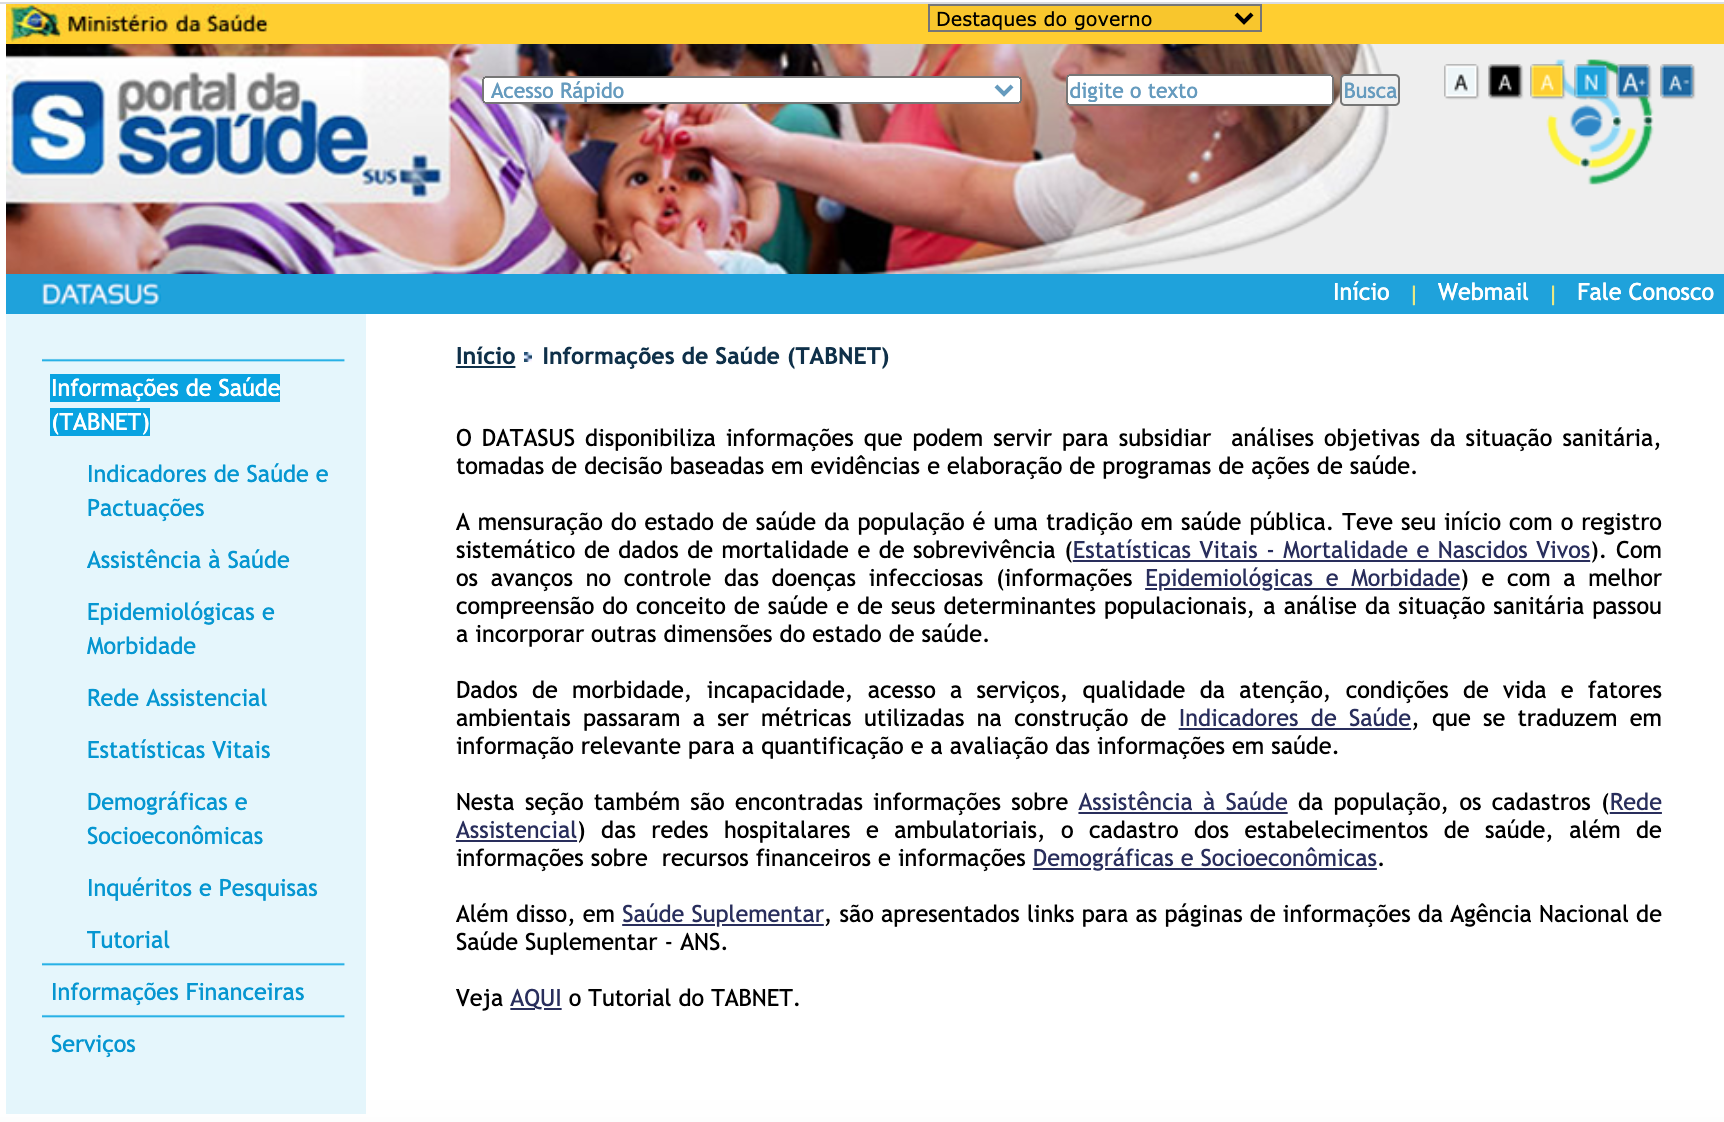 Ministério da Saúde
Destaques do governo
S portal da
saúde
SUS
Acesso Rápido
digite o texto
Busca
A A A N A+ A-
DATASUS
Início | Webmail | Fale Conosco
Informações de Saúde
(TABNET)
Indicadores de Saúde e
Pactuações
Assistência à Saúde
Epidemiológicas e
Morbidade
Rede Assistencial
Estatísticas Vitais
Demográficas e
Socioeconômicas
Inquéritos e Pesquisas
Tutorial
Informações Financeiras
Serviços
Início Informações de Saúde (TABNET)
O DATASUS disponibiliza informações que podem servir para subsidiar análises objetivas da situação sanitária,
tomadas de decisão baseadas em evidências e elaboração de programas de ações de saúde.
A mensuração do estado de saúde da população é uma tradição em saúde pública. Teve seu início com o registro
sistemático de dados de mortalidade e de sobrevivência (Estatísticas Vitais - Mortalidade e Nascidos Vivos). Com
os avanços no controle das doenças infecciosas (informações Epidemiológicas e Morbidade) e com a melhor
compreensão do conceito de saúde e de seus determinantes populacionais, a análise da situação sanitária passou
a incorporar outras dimensões do estado de saúde.
Dados de morbidade, incapacidade, acesso a serviços, qualidade da atenção, condições de vida e fatores
ambientais passaram a ser métricas utilizadas na construção de Indicadores de Saúde, que se traduzem em
informação relevante para a quantificação e a avaliação das informações em saúde.
Nesta seção também são encontradas informações sobre Assistência à Saúde da população, os cadastros (Rede
Assistencial) das redes hospitalares e ambulatoriais, o cadastro dos estabelecimentos de saúde, além de
informações sobre recursos financeiros e informações Demográficas e Socioeconômicas.
Além disso, em Saúde Suplementar, são apresentados links para as páginas de informações da Agência Nacional de
Saúde Suplementar - ANS.
Veja AQUI o Tutorial do TABNET.